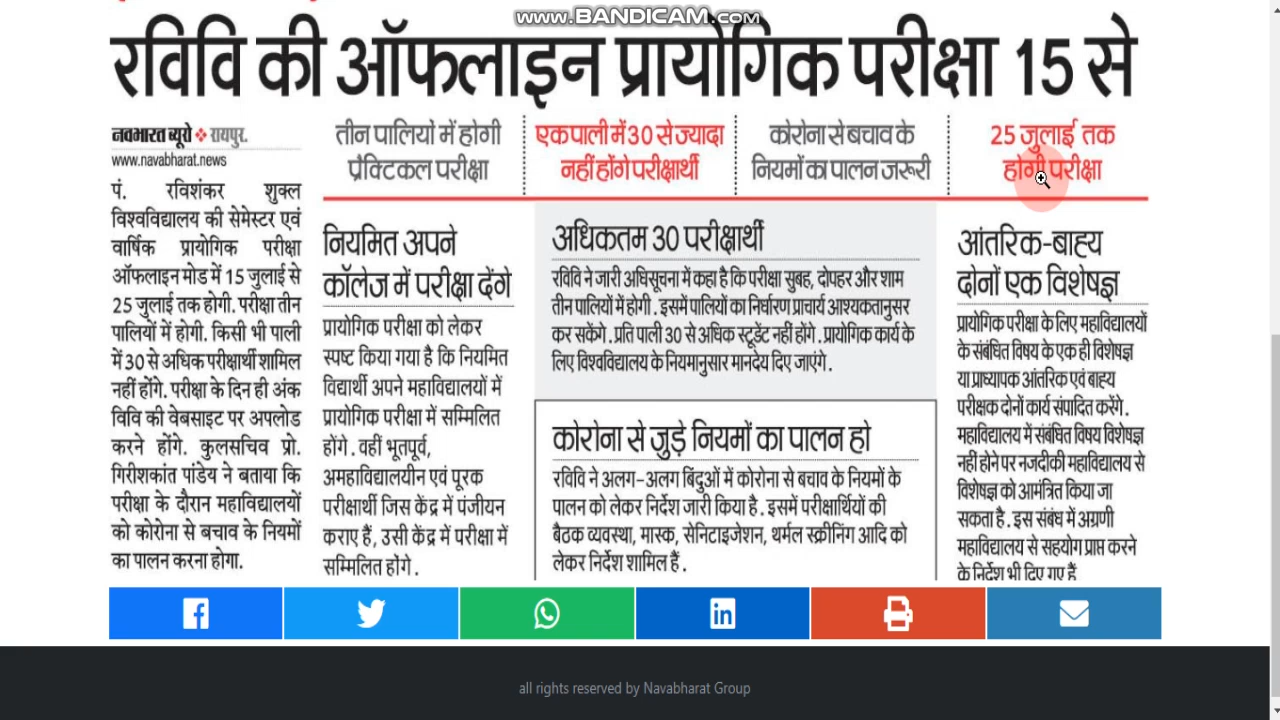 www.BANDICAM.com
रविवि की ऑफलाइन प्रायोगिक परीक्षा 15 से
नवभारत ब्यूरो ❖ रायपुर.
www.navabharat.news
पं. रविशंकर शुक्ल
विश्वविद्यालय की सेमेस्टर एवं
वार्षिक प्रायोगिक परीक्षा
ऑफलाइन मोड में 15 जुलाई से
25 जुलाई तक होगी. परीक्षा तीन
पालियों में होगी. किसी भी पाली
में 30 से अधिक परीक्षार्थी शामिल
नहीं होंगे. परीक्षा के दिन ही अंक
विवि की वेबसाइट पर अपलोड
करने होंगे. कुलसचिव प्रो.
गिरीशकांत पांडेय ने बताया कि
परीक्षा के दौरान महाविद्यालयों
को कोरोना से बचाव के नियमों
का पालन करना होगा.
तीन पालियों में होगी
प्रैक्टिकल परीक्षा
एक पाली में 30 से ज्यादा
नहीं होंगे परीक्षार्थी
कोरोना से बचाव के
नियमों का पालन जरूरी
25 जुलाई तक
होगी परीक्षा
नियमित अपने
कॉलेज में परीक्षा देंगे
प्रायोगिक परीक्षा को लेकर
स्पष्ट किया गया है कि नियमित
विद्यार्थी अपने महाविद्यालयों में
प्रायोगिक परीक्षा में सम्मिलित
होंगे. वहीं भूतपूर्व,
अमहाविद्यालयीन एवं पूरक
परीक्षार्थी जिस केंद्र में पंजीयन
कराए हैं, उसी केंद्र में परीक्षा में
सम्मिलित होंगे.
अधिकतम 30 परीक्षार्थी
रविवि ने जारी अधिसूचना में कहा है कि परीक्षा सुबह, दोपहर और शाम
तीन पालियों में होगी. इसमें पालियों का निर्धारण प्राचार्य आश्यकतानुसर
कर सकेंगे. प्रति पाली 30 से अधिक स्टूडेंट नहीं होंगे. प्रायोगिक कार्य के
लिए विश्वविद्यालय के नियमानुसार मानदेय दिए जाएंगे.
कोरोना से जुड़े नियमों का पालन हो
रविवि ने अलग-अलग बिंदुओं में कोरोना से बचाव के नियमों के
पालन को लेकर निर्देश जारी किया है. इसमें परीक्षार्थियों की
बैठक व्यवस्था, मास्क, सेनिटाइजेशन, थर्मल स्क्रीनिंग आदि को
लेकर निर्देश शामिल हैं.
आंतरिक-बाह्य
दोनों एक विशेषज्ञ
प्रायोगिक परीक्षा के लिए महाविद्यालयों
के संबंधित विषय के एक ही विशेषज्ञ
या प्राध्यापक आंतरिक एवं बाह्य
परीक्षक दोनों कार्य संपादित करेंगे.
महाविद्यालय में संबंधित विषय विशेषज्ञ
नहीं होने पर नजदीकी महाविद्यालय से
विशेषज्ञ को आमंत्रित किया जा
सकता है. इस संबंध में अग्रणी
महाविद्यालय से सहयोग प्राप्त करने
के निर्देश भी दिए गए हैं
all rights reserved by Navabharat Group